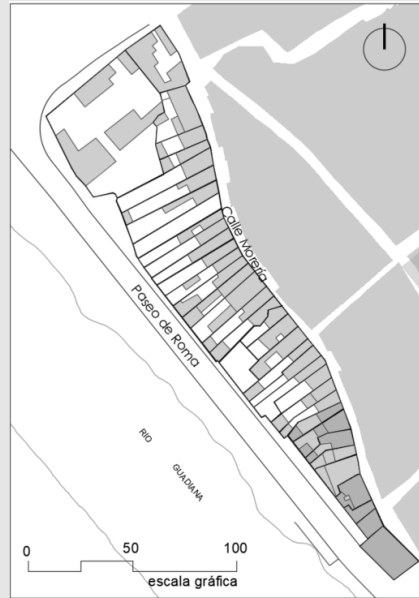 Calle Morería
Paseo de Roma
RIO
GUADIANA
0 50 100
escala gráfica